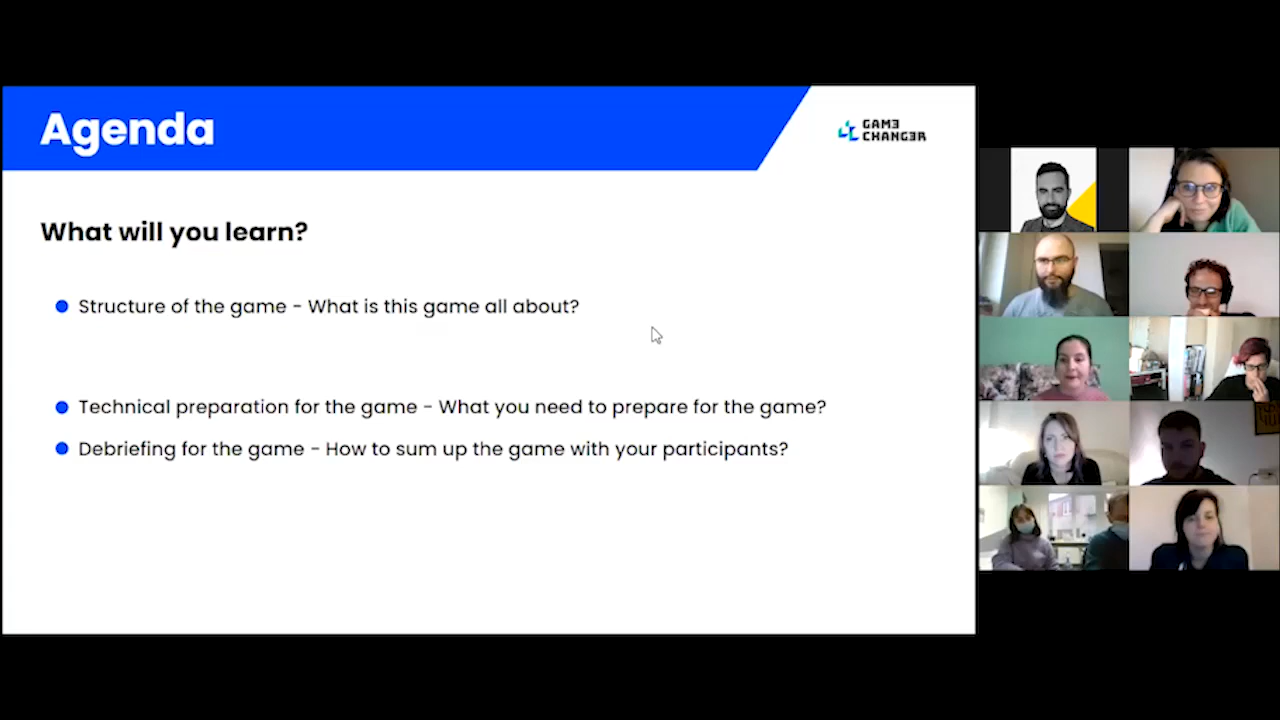 Agenda
GAM3
CHANG3R
What will you learn?
Structure of the game - What is this game all about?
Technical preparation for the game - What you need to prepare for the game?
Debriefing for the game - How to sum up the game with your participants?